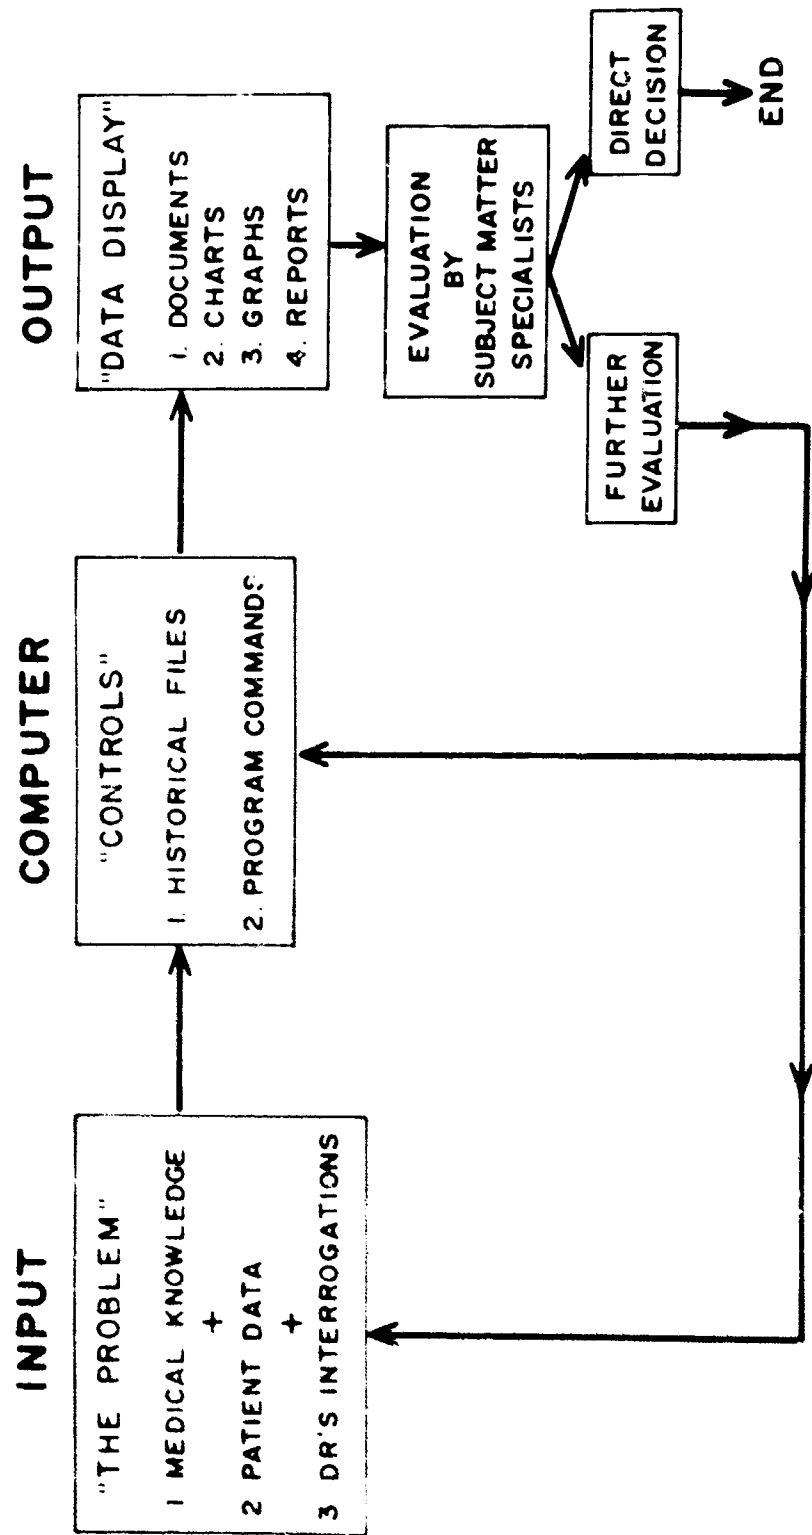 INPUT
"THE PROBLEM"
1 MEDICAL KNOWLEDGE
+
2 PATIENT DATA
+
3 DR'S INTERROGATIONS
COMPUTER
"CONTROLS"
1. HISTORICAL FILES
2. PROGRAM COMMANDS
OUTPUT
"DATA DISPLAY"
1. DOCUMENTS
2. CHARTS
3. GRAPHS
4. REPORTS
EVALUATION
BY
SUBJECT MATTER
SPECIALISTS
FURTHER
EVALUATION
DIRECT
DECISION
END